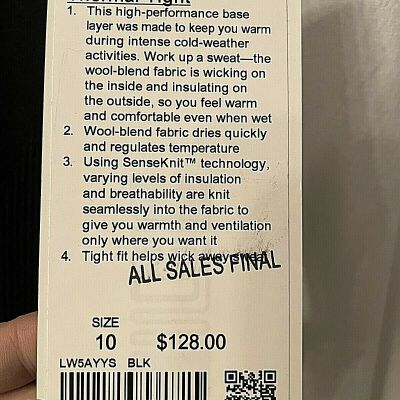 Thermal Tight
1. This high-performance base
layer was made to keep you warm
during intense cold-weather
activities. Work up a sweat—the
wool-blend fabric is wicking on
the inside and insulating on
the outside, so you feel warm
and comfortable even when wet
2. Wool-blend fabric dries quickly
and regulates temperature
3. Using SenseKnit™ technology,
varying levels of insulation
and breathability are knit
seamlessly into the fabric to
give you warmth and ventilation
only where you want it
4. Tight fit helps wick away sweat
ALL SALES FINAL
SIZE
10 $128.00
LW5AYYS BLK